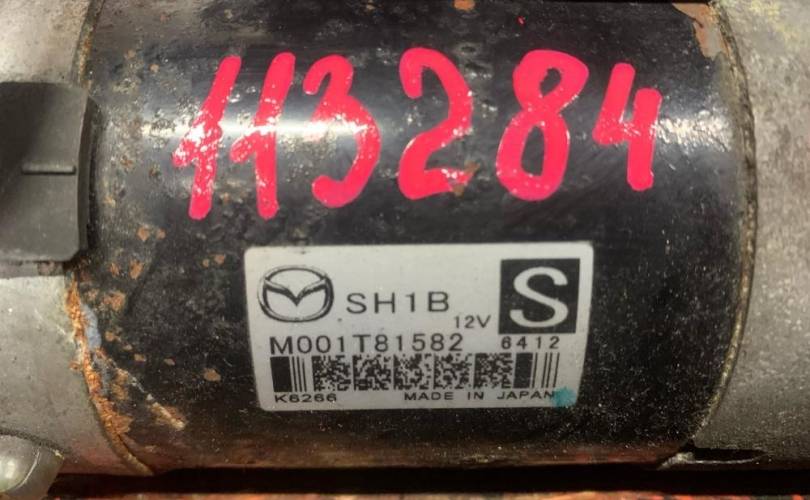 113284
SH1B
12V
S
M001T81582
6412
K6266
MADE IN JAPAN